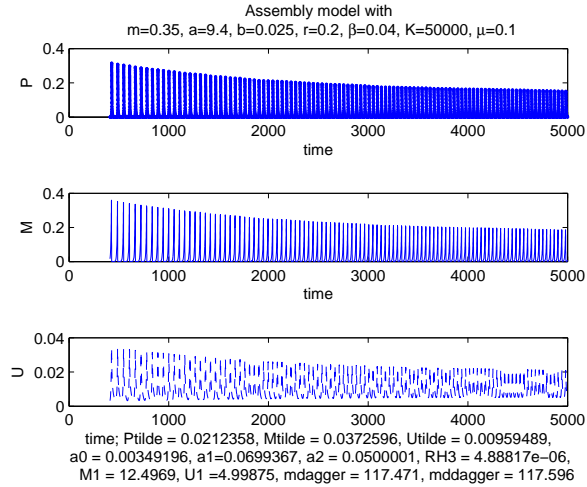 Assembly model with
m=0.35, a=9.4, b=0.025, r=0.2, β=0.04, K=50000, μ=0.1
0.4
0.2
0
P
0 1000 2000 3000 4000 5000
time
0.4
0.2
0
M
0 1000 2000 3000 4000 5000
time
0.04
0.02
0
U
0 1000 2000 3000 4000 5000
time; Ptilde = 0.0212358, Mtilde = 0.0372596, Utilde = 0.00959489,
a0 = 0.00349196, a1=0.0699367, a2 = 0.0500001, RH3 = 4.88817e−06,
M1 = 12.4969, U1 =4.99875, mdagger = 117.471, mddagger = 117.596